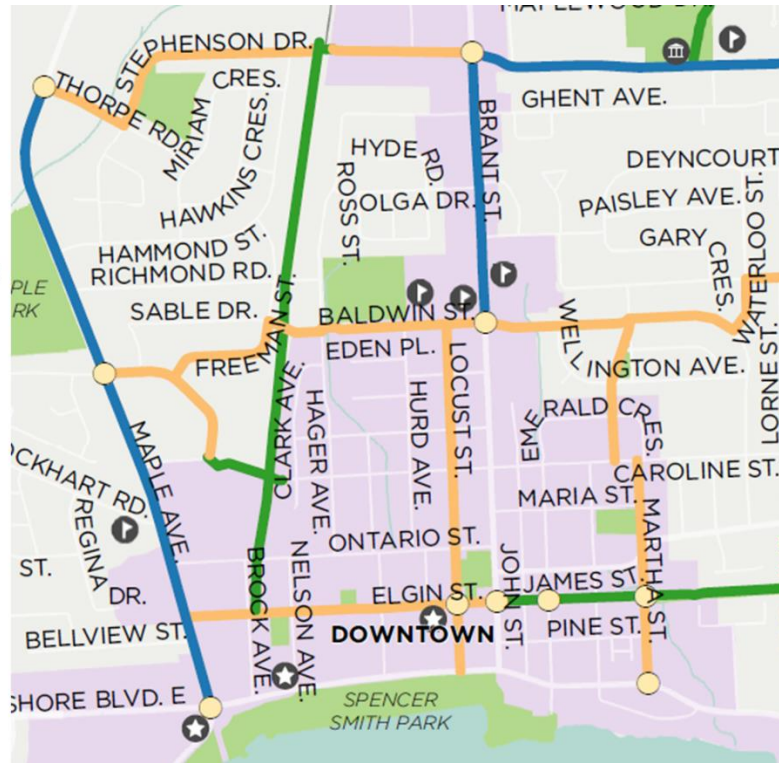 STEPHENSON DR.
THORPE RD.
MIRIAM
CRES.
HAWKINS CRES.
GHENT AVE.
BRANT ST.
HYDE
RD.
OLGA DR.
ROSS ST.
DEYNCOURT
PAISLEY AVE.
GARY
CRES.
WATERLOO ST.
HAMMOND ST.
RICHMOND RD.
SABLE DR.
BALDWIN ST.
FREEMAN ST.
EDEN PL.
WELLINGTON AVE.
LORNE ST.
LOCUST ST.
HURD AVE.
HAGER AVE.
CLARK AVE.
EMERALD CRES.
CAROLINE ST.
MARIA ST.
MAPLE AVE.
OCKHART RD.
REGINA
DR.
ST.
ONTARIO ST.
BROCK AVE.
NELSON AVE.
ELGIN ST.
JOHN ST.
JAMES ST.
MARTHA ST.
PINE ST.
DOWNTOWN
BELLVIEW ST.
SHORE BLVD. E
SPENCER
SMITH PARK
PLE
RK